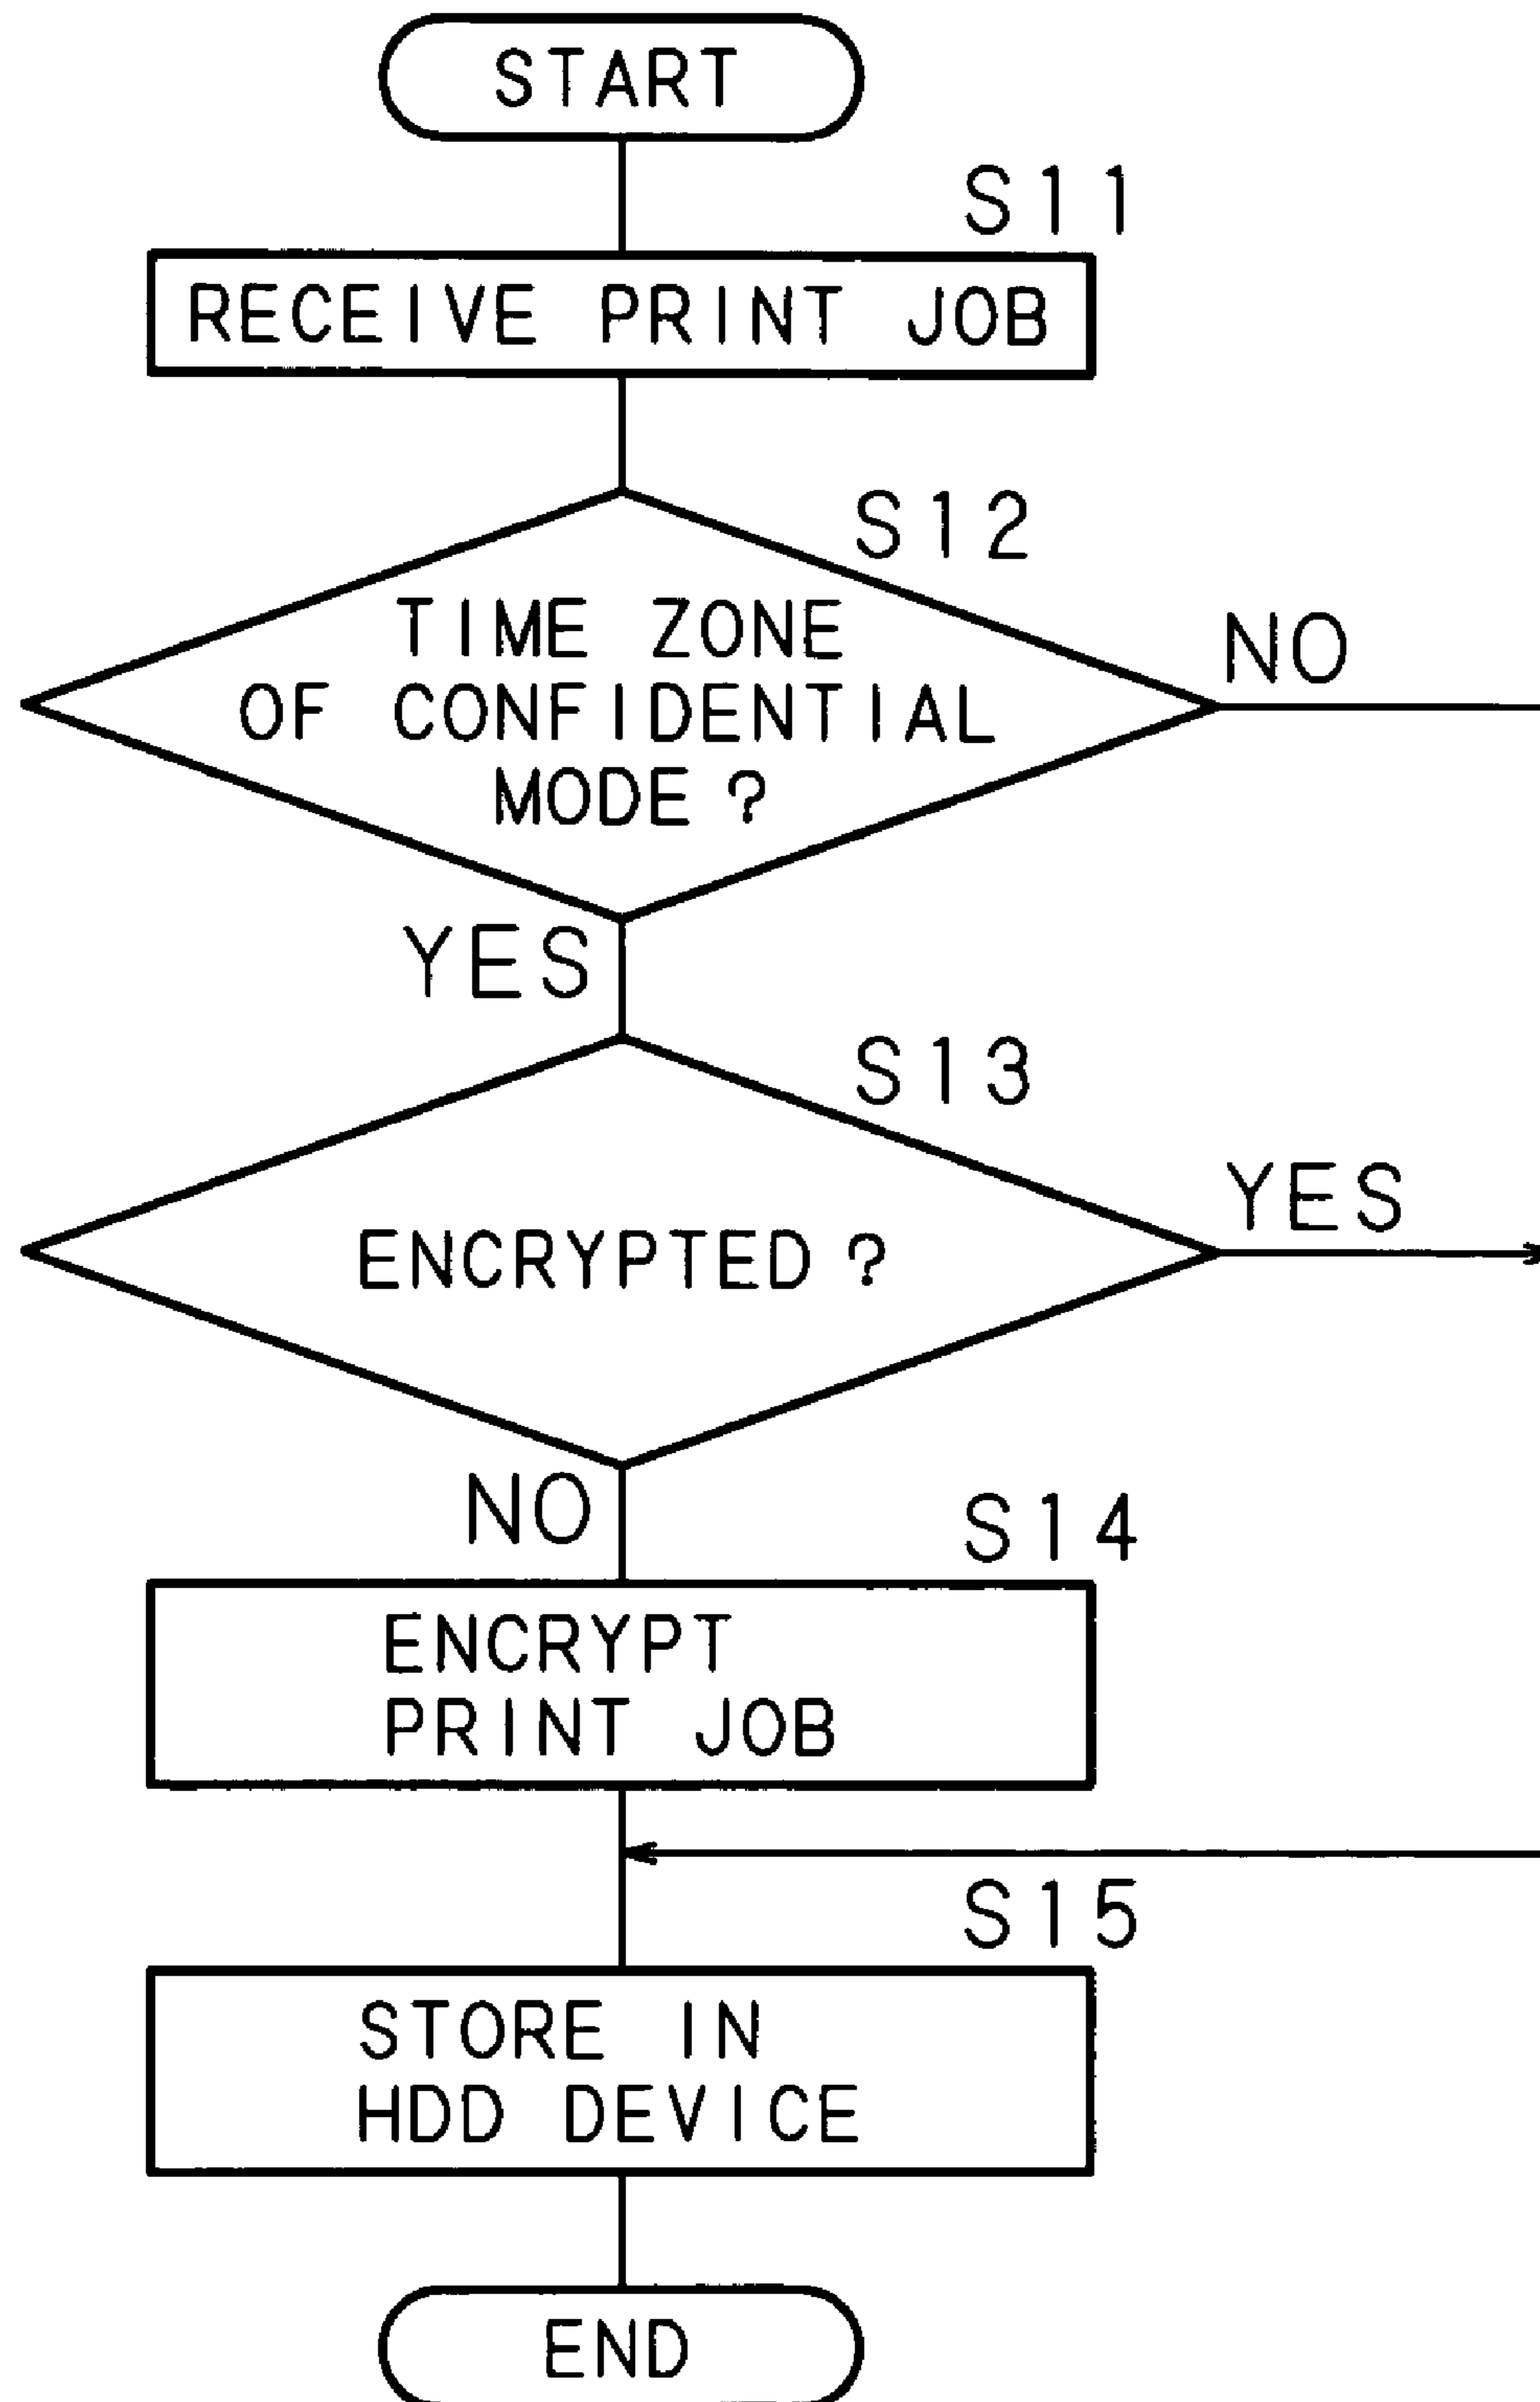 START
S11
RECEIVE PRINT JOB
S12
TIME ZONE
OF CONFIDENTIAL
MODE ?
NO
YES
S13
ENCRYPTED ?
YES
NO
S14
ENCRYPT
PRINT JOB
S15
STORE IN
HDD DEVICE
END